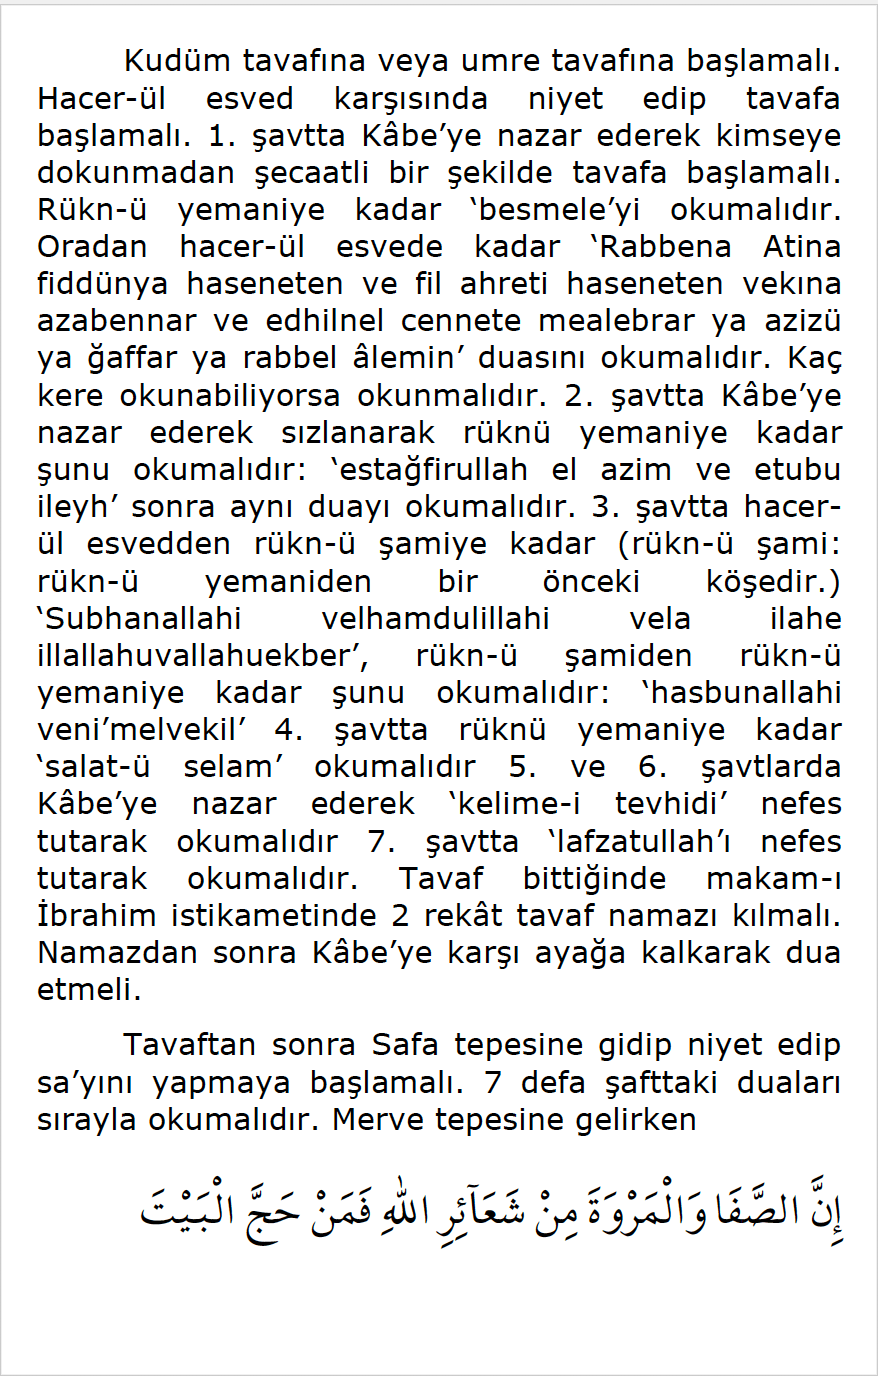 Kudüm tavafına veya umre tavafına başlamalı.
Hacer-ül esved karşısında niyet edip tavafa
başlamalı. 1. şavtta Kâbe’ye nazar ederek kimseye
dokunmadan şecaatli bir şekilde tavafa başlamalı.
Rükn-ü yemaniye kadar ‘besmele’yi okumalıdır.
Oradan hacer-ül esvede kadar ‘Rabbena Atina
fiddünya haseneten ve fil ahreti haseneten vekına
azabennar ve edhilnel cennete mealebrar ya azizü
ya ğaffar ya rabbel âlemin’ duasını okumalıdır. Kaç
kere okunabiliyorsa okunmalıdır. 2. şavtta Kâbe’ye
nazar ederek sızlanarak rüknü yemaniye kadar
şunu okumalıdır: ‘estağfirullah el azim ve etubu
ileyh’ sonra aynı duayı okumalıdır. 3. şavtta hacer-
ül esvedden rükn-ü şamiye kadar (rükn-ü şami:
rükn-ü yemaniden bir önceki köşedir.)
‘Subhanallahi velhamdulillahi vela ilahe
illallahuvallahuekber’, rükn-ü şamiden rükn-ü
yemaniye kadar şunu okumalıdır: ‘hasbunallahi
veni’melvekil’ 4. şavtta rüknü yemaniye kadar
‘salat-ü selam’ okumalıdır 5. ve 6. şavtlarda
Kâbe’ye nazar ederek ‘kelime-i tevhidi’ nefes
tutarak okumalıdır 7. şavtta ‘lafzatullah’ı nefes
tutarak okumalıdır. Tavaf bittiğinde makam-ı
İbrahim istikametinde 2 rekât tavaf namazı kılmalı.
Namazdan sonra Kâbe’ye karşı ayağa kalkarak dua
etmeli.
Tavaftan sonra Safa tepesine gidip niyet edip
sa’yını yapmaya başlamalı. 7 defa şafttaki duaları
sırayla okumalıdır. Merve tepesine gelirken
إِنَّ الصَّفَا وَالْمَرْوَةَ مِنْ شَعَآئِرِ اللّٰهِ فَمَنْ حَجَّ الْبَيْتَ